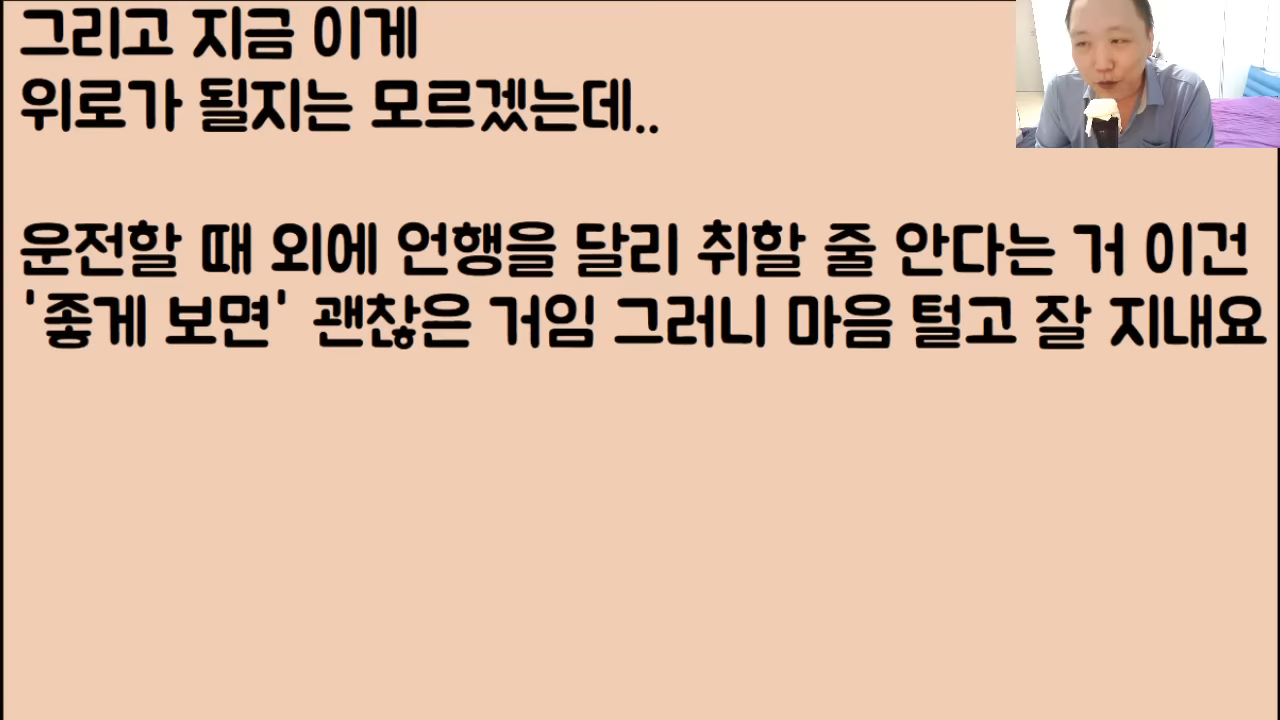 그리고 지금 이게
위로가 될지는 모르겠는데..
운전할 때 외에 언행을 달리 취할 줄 안다는 거 이건
'좋게 보면' 괜찮은 거임 그러니 마음 털고 잘 지내요